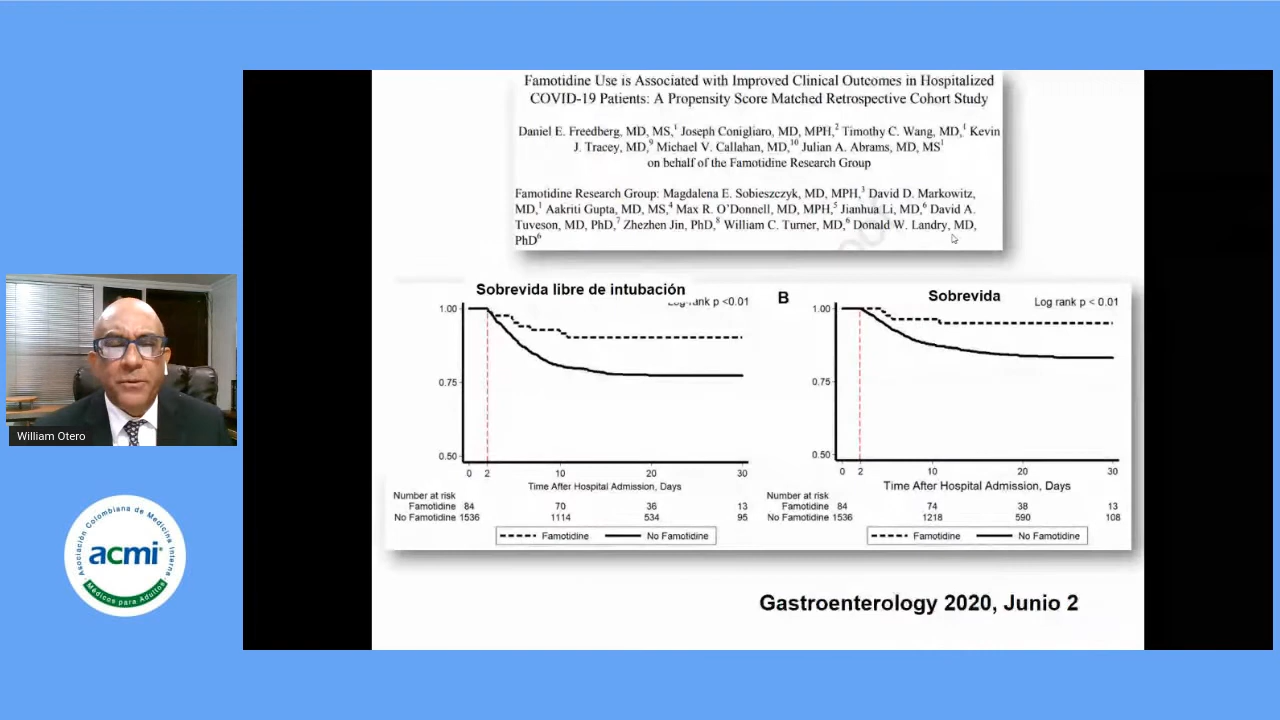 Famotidine Use is Associated with Improved Clinical Outcomes in Hospitalized
COVID-19 Patients: A Propensity Score Matched Retrospective Cohort Study
Daniel E. Freedberg, MD, MS,1 Joseph Conigliaro, MD, MPH,2 Timothy C. Wang, MD,1 Kevin
J. Tracey, MD,9 Michael V. Callahan, MD,10 Julian A. Abrams, MD, MS1
on behalf of the Famotidine Research Group
Famotidine Research Group: Magdalena E. Sobieszczyk, MD, MPH,3 David D. Markowitz,
MD,1 Aakriti Gupta, MD, MS,4 Max R. O'Donnell, MD, MPH,5 Jianhua Li, MD,6 David A.
Tuveson, MD, PhD,7 Zhezhen Jin, PhD,8 William C. Turner, MD,6 Donald W. Landry, MD,
PhD6
Sobrevida libre de intubación
Log rank p <0.01
1.00
0.75
0.50
0 2 10 20 30
Time After Hospital Admission, Days
Number at risk
Famotidine 84 70 36 13
No Famotidine 1536 1114 534 95
Famotidine No Famotidine
B
Sobrevida
Log rank p < 0.01
1.00
0.75
0.50
0 2 10 20 30
Time After Hospital Admission, Days
Number at risk
Famotidine 84 74 38 13
No Famotidine 1536 1218 590 108
Famotidine No Famotidine
Gastroenterology 2020, Junio 2
William Otero
Asociación Colombiana de Medicina Interna
acmi
Médicos para Adultos